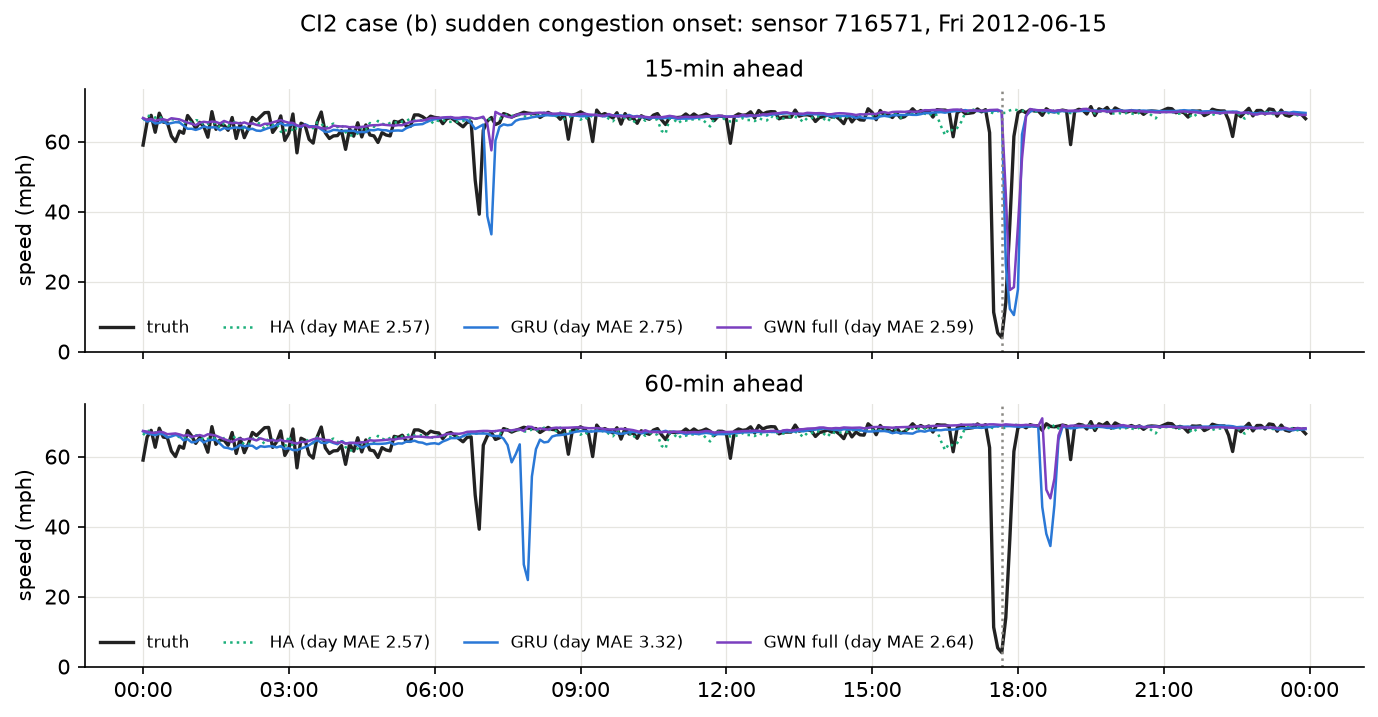 Cl2 case (b) sudden congestion onset: sensor 716571, Fri 2012-06-15
15-min ahead
speed (mph)
60
40
20
0
truth
HA (day MAE 2.57)
GRU (day MAE 2.75)
GWN full (day MAE 2.59)
60-min ahead
speed (mph)
60
40
20
0
truth
HA (day MAE 2.57)
GRU (day MAE 3.32)
GWN full (day MAE 2.64)
00:00
03:00
06:00
09:00
12:00
15:00
18:00
21:00
00:00